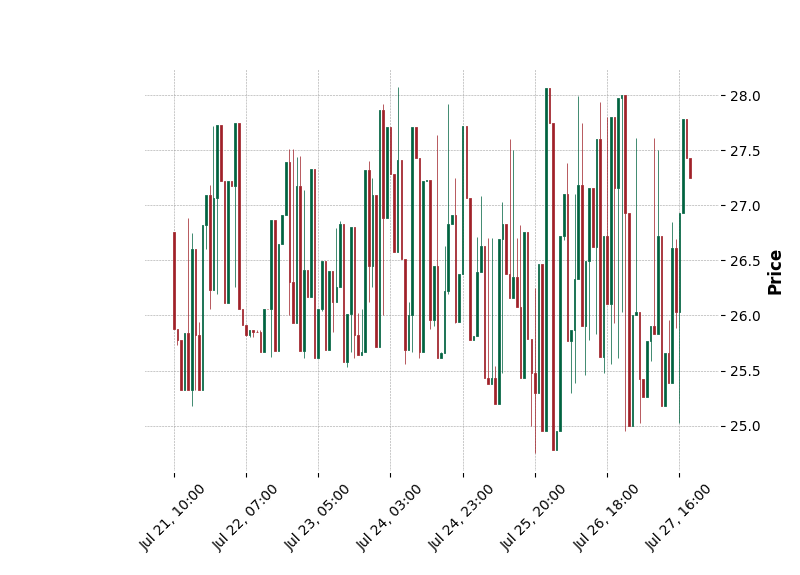 28.0
27.5
27.0
26.5
26.0
25.5
25.0
Price
Jul 21, 10:00
Jul 22, 07:00
Jul 23, 05:00
Jul 24, 03:00
Jul 24, 23:00
Jul 25, 20:00
Jul 26, 18:00
Jul 27, 16:00